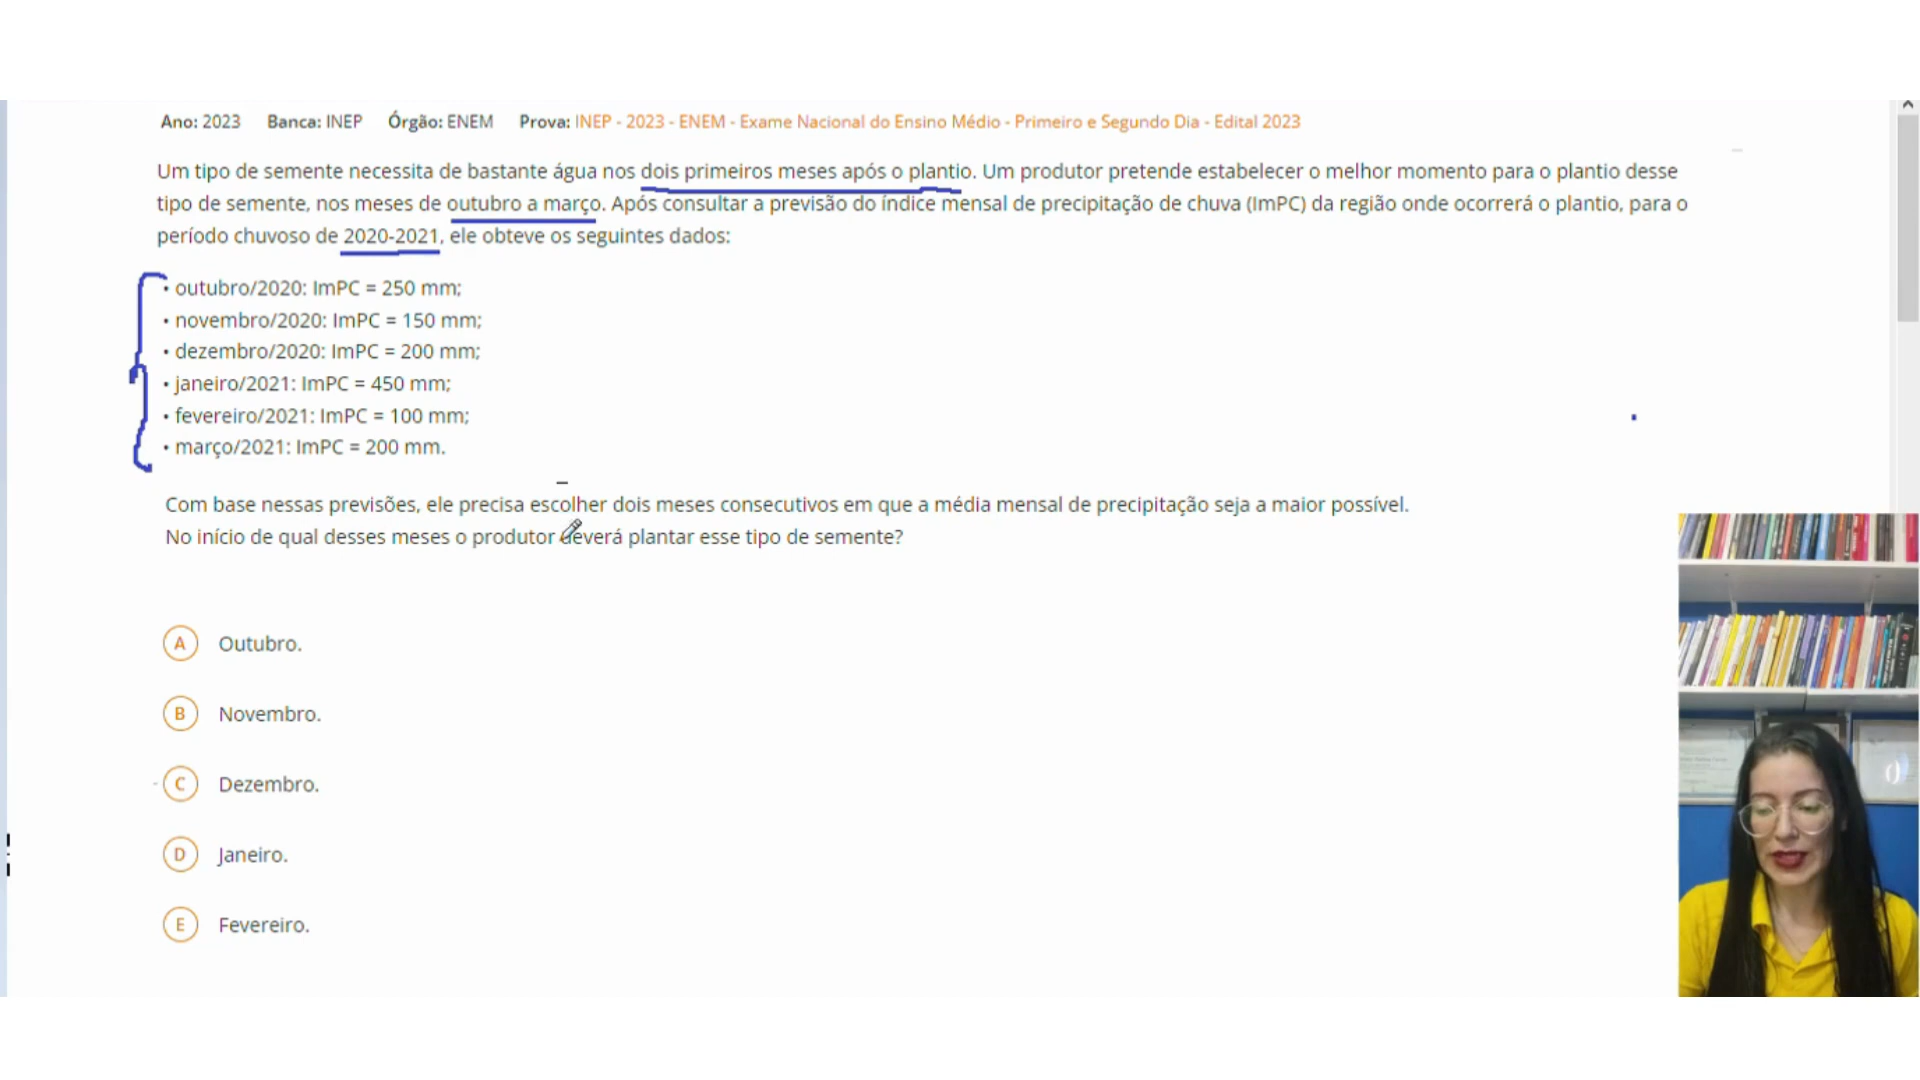 Ano: 2023 Banca: INEP Órgão: ENEM Prova: INEP - 2023 - ENEM - Exame Nacional do Ensino Médio - Primeiro e Segundo Dia - Edital 2023
Um tipo de semente necessita de bastante água nos dois primeiros meses após o plantio. Um produtor pretende estabelecer o melhor momento para o plantio desse
tipo de semente, nos meses de outubro a março. Após consultar a previsão do índice mensal de precipitação de chuva (ImPC) da região onde ocorrerá o plantio, para o
período chuvoso de 2020-2021, ele obteve os seguintes dados:
• outubro/2020: ImPC = 250 mm;
• novembro/2020: ImPC = 150 mm;
• dezembro/2020: ImPC = 200 mm;
• janeiro/2021: ImPC = 450 mm;
• fevereiro/2021: ImPC = 100 mm;
• março/2021: ImPC = 200 mm.
Com base nessas previsões, ele precisa escolher dois meses consecutivos em que a média mensal de precipitação seja a maior possível.
No início de qual desses meses o produtor deverá plantar esse tipo de semente?
A Outubro.
B Novembro.
C Dezembro.
D Janeiro.
E Fevereiro.